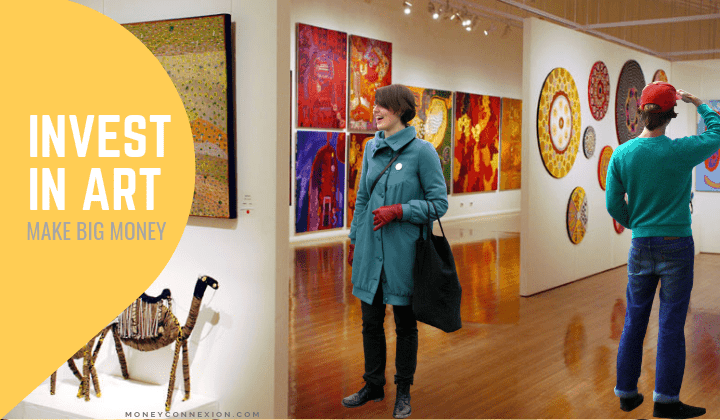 INVEST
IN ART
MAKE BIG MONEY
MONEYCONNEXION.COM